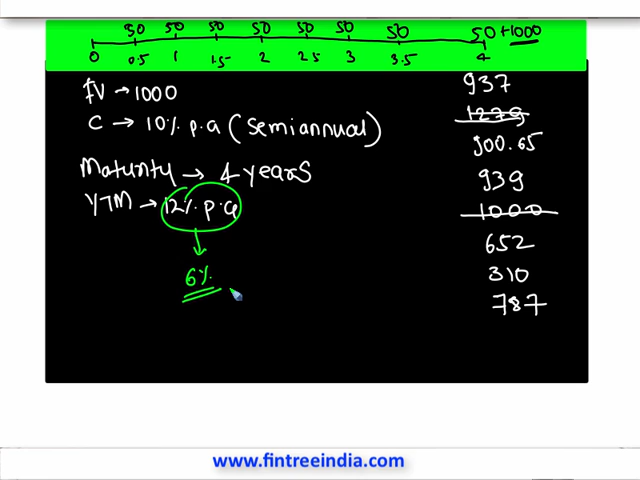 50 50 50 50 50 50 50 50+1000
0 0.5 1 1.5 2 2.5 3 3.5 4
FV → 1000
C → 10% p.a (Semiannual)
Maturity → 4 years
YTM → 12% p.a
6%
937
1279
900.65
939
1000
652
310
787
www.fintreeindia.com